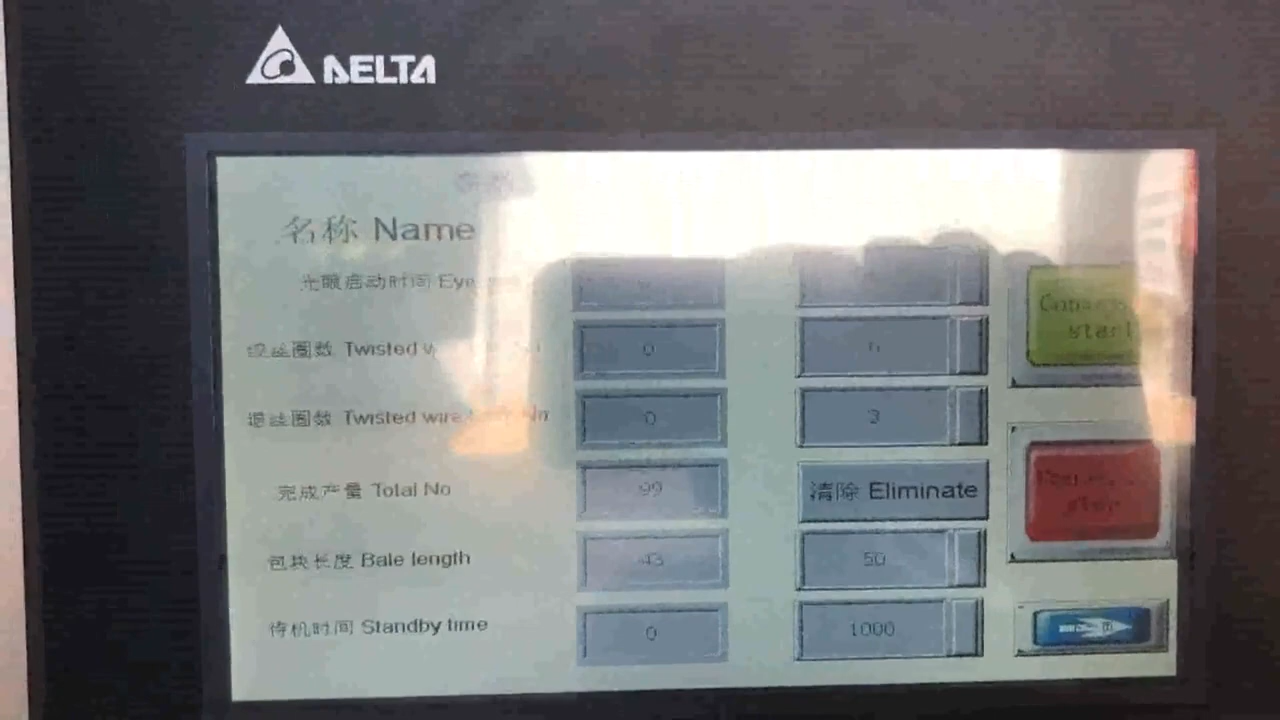 DELTA
名称 Name
光眼启动时间 Eye
0
绞丝圈数 Twisted
0
退丝圈数 Twisted wire
0 3
完成产量 Total No
99 清除 Eliminate
包块长度 Bale length
43 50
待机时间 Standby time
0 1000
start